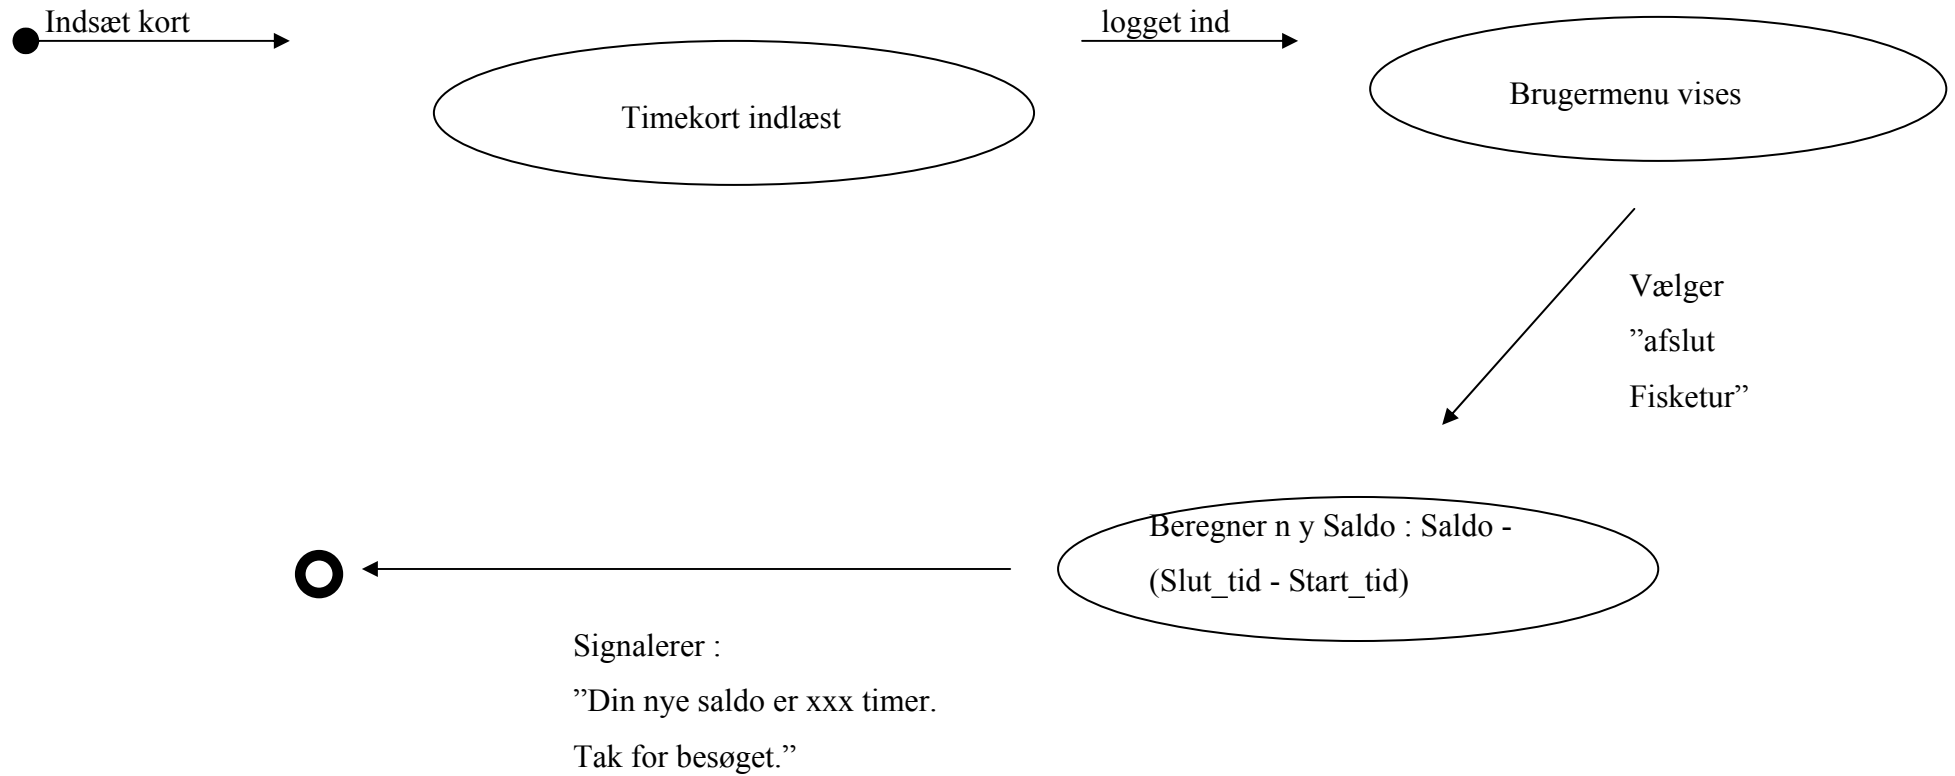 Indsæt kort
logget ind
Timekort indlæst
Brugermenu vises
Vælger
”afslut
Fisketur”
Beregner n y Saldo : Saldo -
(Slut_tid - Start_tid)
Signalerer :
”Din nye saldo er xxx timer.
Tak for besøget.”